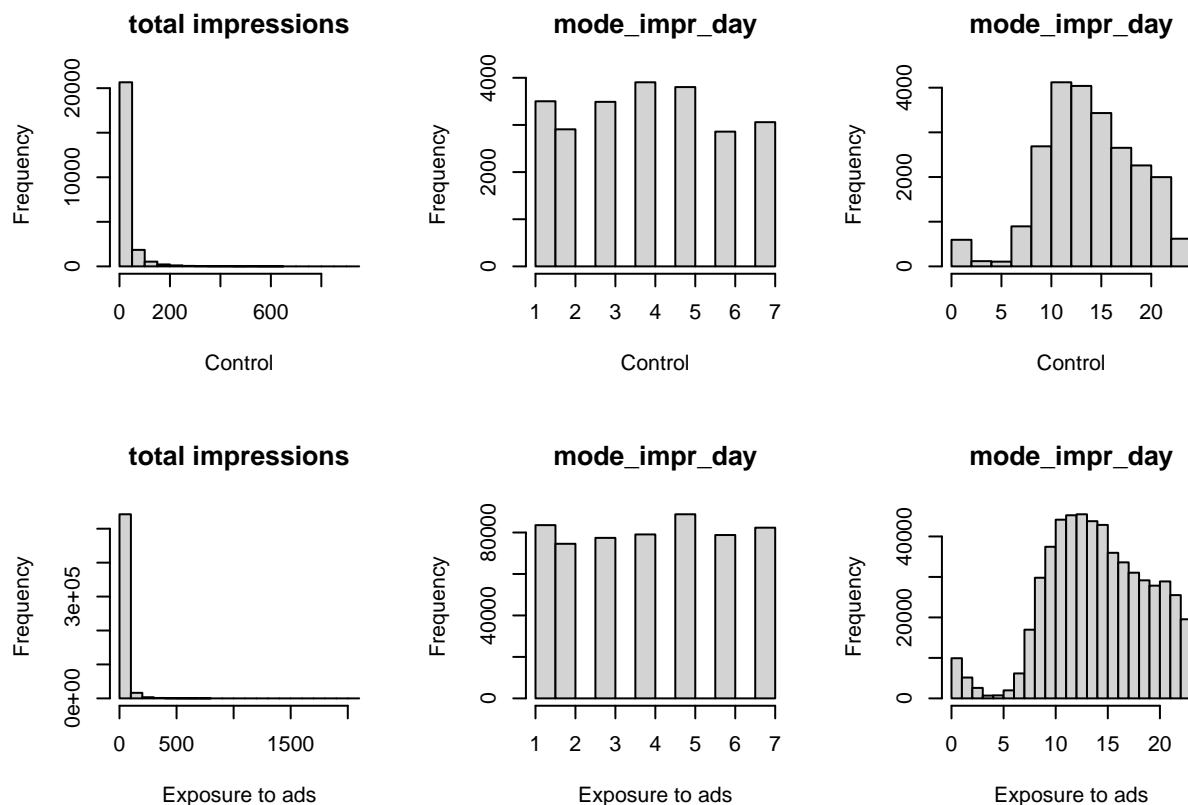 total impressions
Frequency
0 10000 20000
0 200 600
Control
mode_impr_day
Frequency
0 2000 4000
1 2 3 4 5 6 7
Control
mode_impr_day
Frequency
0 2000 4000
0 5 10 15 20
Control
total impressions
Frequency
0e+00 3e+05
0 500 1500
Exposure to ads
mode_impr_day
Frequency
0 40000 80000
1 2 3 4 5 6 7
Exposure to ads
mode_impr_day
Frequency
0 20000 40000
0 5 10 15 20
Exposure to ads